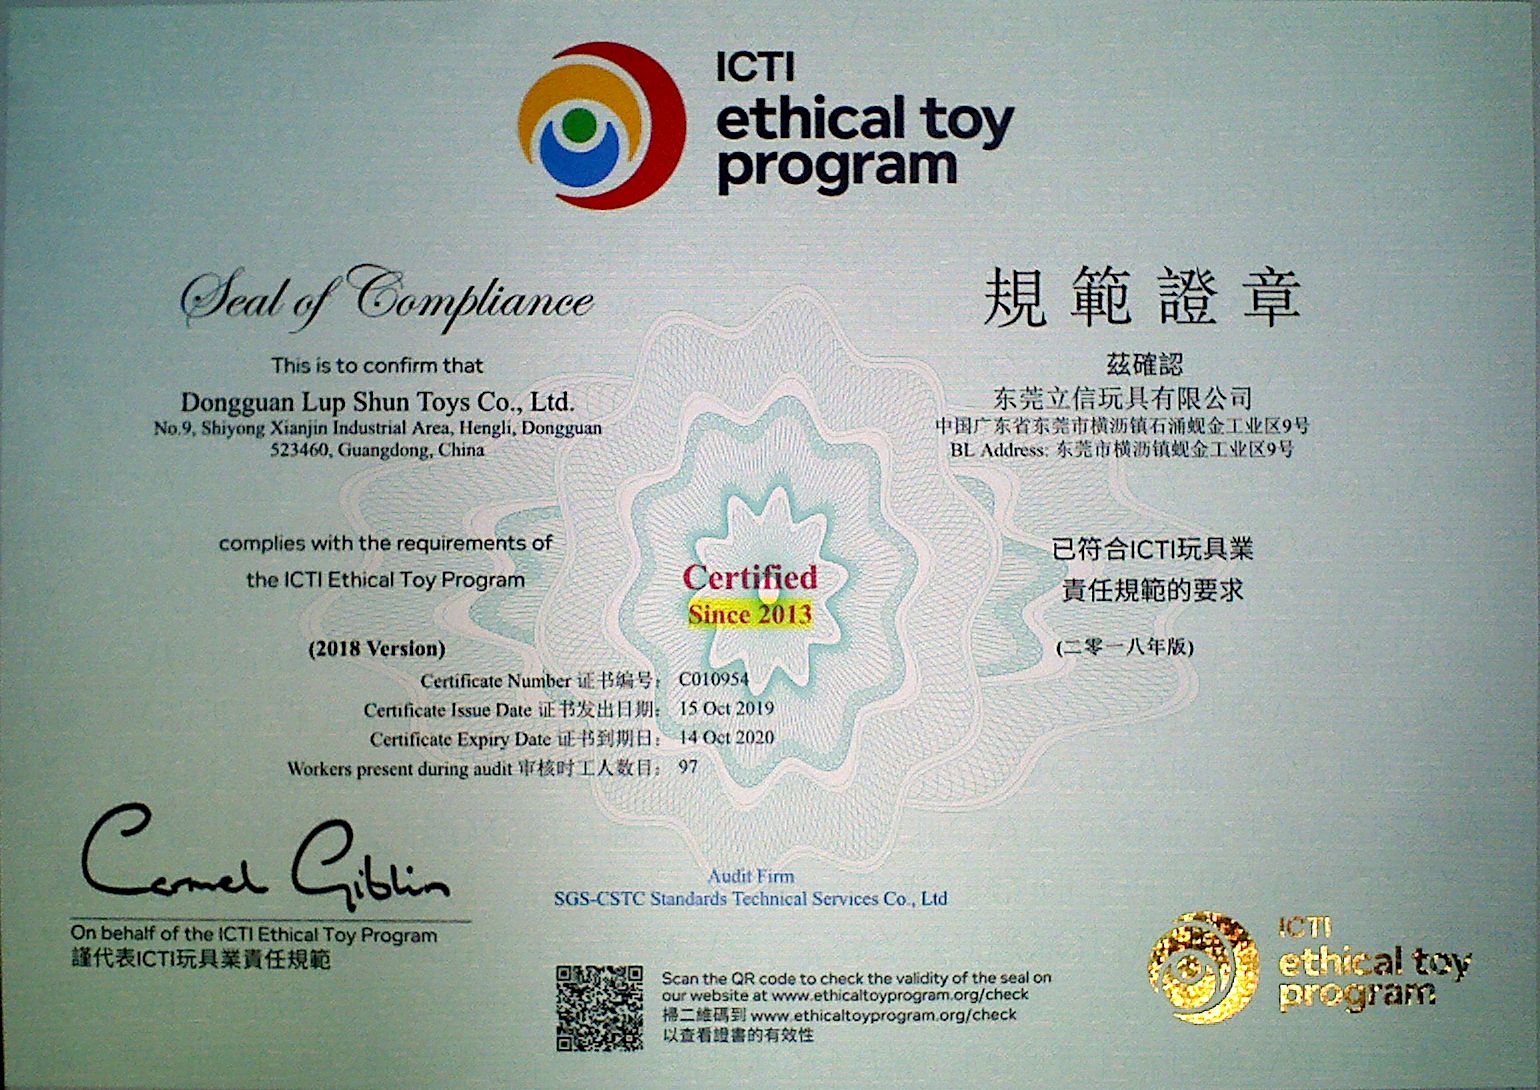 ICTI
ethical toy
program
Seal of Compliance
This is to confirm that
Dongguan Lup Shun Toys Co., Ltd.
No.9, Shiyong Xianjin Industrial Area, Hengli, Dongguan
523460, Guangdong, China
complies with the requirements of
the ICTI Ethical Toy Program
(2018 Version)
規範證章
茲確認
东莞立信玩具有限公司
中国广东省东莞市横沥镇石涌蚬金工业区9号
BL Address: 东莞市横沥镇蚬金工业区9号
已符合ICTI玩具業
責任規範的要求
(二零一八年版)
Certified
Since 2013
Certificate Number 证书编号: C010954
Certificate Issue Date 证书发出日期: 15 Oct 2019
Certificate Expiry Date 证书到期日: 14 Oct 2020
Workers present during audit 审核时工人数目: 97
Carmel Giblin
On behalf of the ICTI Ethical Toy Program
謹代表ICTI玩具業責任規範
Audit Firm
SGS-CSTC Standards Technical Services Co., Ltd
Scan the QR code to check the validity of the seal on
our website at www.ethicaltoyprogram.org/check
掃二維碼到 www.ethicaltoyprogram.org/check
以查看證書的有效性
ICTI
ethical toy
program